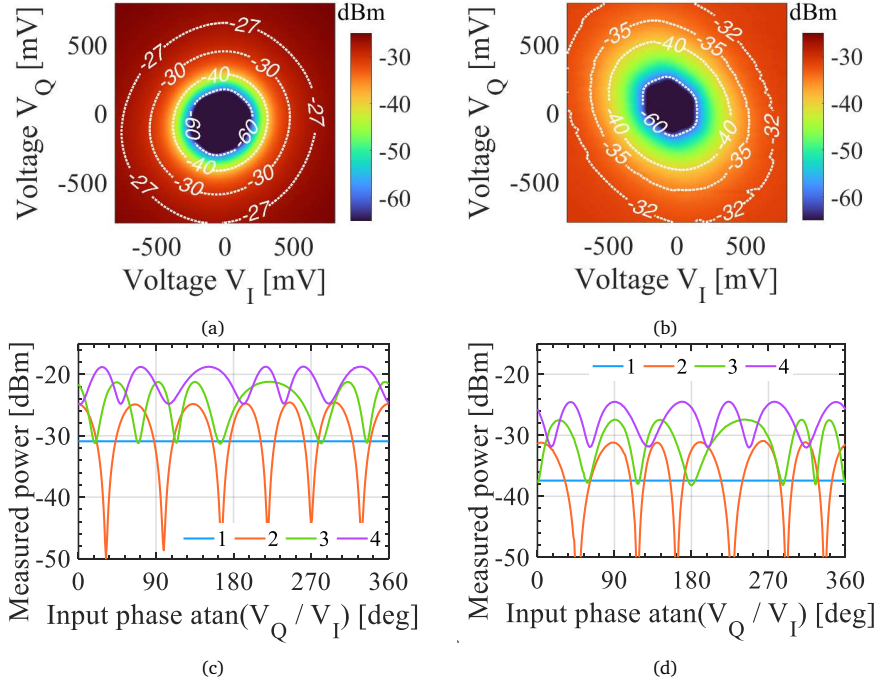 dBm
500
0
-500
Voltage V_Q [mV]
-27
-27
-30
-40
-30
-27
-60
-60
-40
-30
-30
-27
-27
-30
-40
-50
-60
-500 0 500
Voltage V_I [mV]
(a)
dBm
500
0
-500
Voltage V_Q [mV]
-35
-35
-40
-32
-60
-40
-35
-32
-35
-32
-32
-30
-40
-50
-60
-500 0 500
Voltage V_I [mV]
(b)
Measured power [dBm]
-20
-30
-40
-50
1 2 3 4
0 90 180 270 360
Input phase atan(V_Q / V_I) [deg]
(c)
Measured power [dBm]
-20
-30
-40
-50
1 2 3 4
0 90 180 270 360
Input phase atan(V_Q / V_I) [deg]
(d)